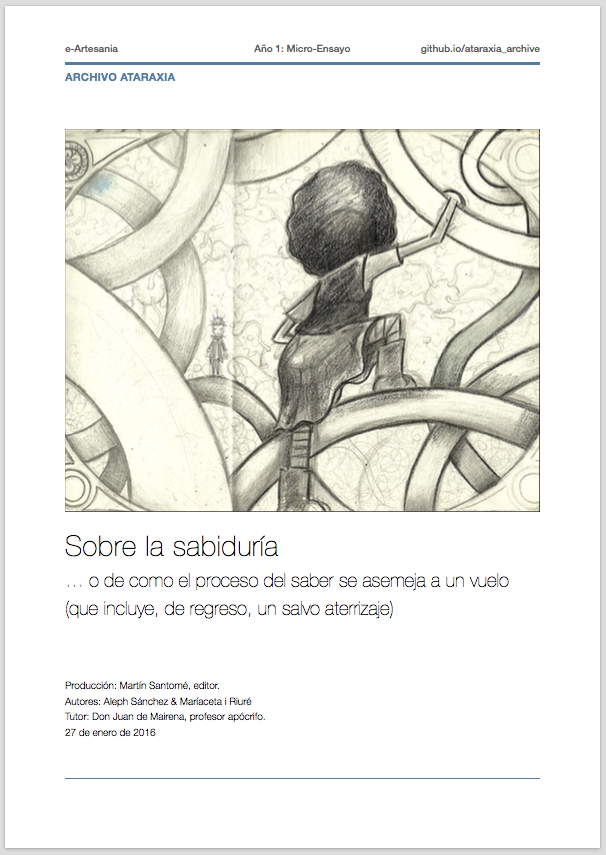 e-Artesania Año 1: Micro-Ensayo github.io/ataraxia_archive
ARCHIVO ATARAXIA
Sobre la sabiduría
... o de como el proceso del saber se asemeja a un vuelo
(que incluye, de regreso, un salvo aterrizaje)
Producción: Martín Santomé, editor.
Autores: Aleph Sánchez & Maríaceta i Riuré
Tutor: Don Juan de Mairena, profesor apócrifo.
27 de enero de 2016